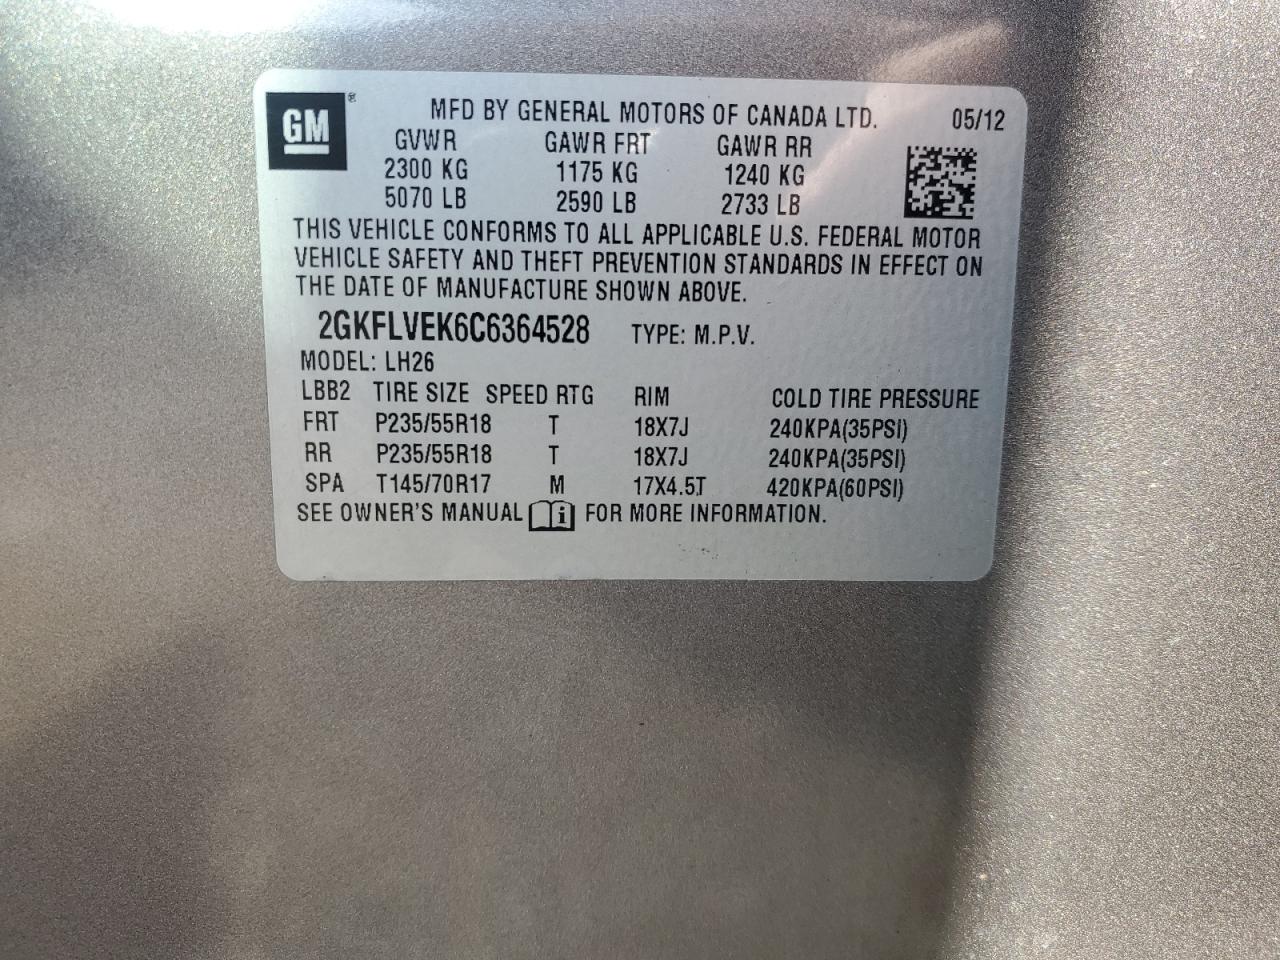 GM ® MFD BY GENERAL MOTORS OF CANADA LTD. 05/12
GVWR GAWR FRT GAWR RR
2300 KG 1175 KG 1240 KG
5070 LB 2590 LB 2733 LB
THIS VEHICLE CONFORMS TO ALL APPLICABLE U.S. FEDERAL MOTOR
VEHICLE SAFETY AND THEFT PREVENTION STANDARDS IN EFFECT ON
THE DATE OF MANUFACTURE SHOWN ABOVE.
2GKFLVEK6C6364528 TYPE: M.P.V.
MODEL: LH26
LBB2 TIRE SIZE SPEED RTG RIM COLD TIRE PRESSURE
FRT P235/55R18 T 18X7J 240KPA(35PSI)
RR P235/55R18 T 18X7J 240KPA(35PSI)
SPA T145/70R17 M 17X4.5T 420KPA(60PSI)
SEE OWNER'S MANUAL i FOR MORE INFORMATION.